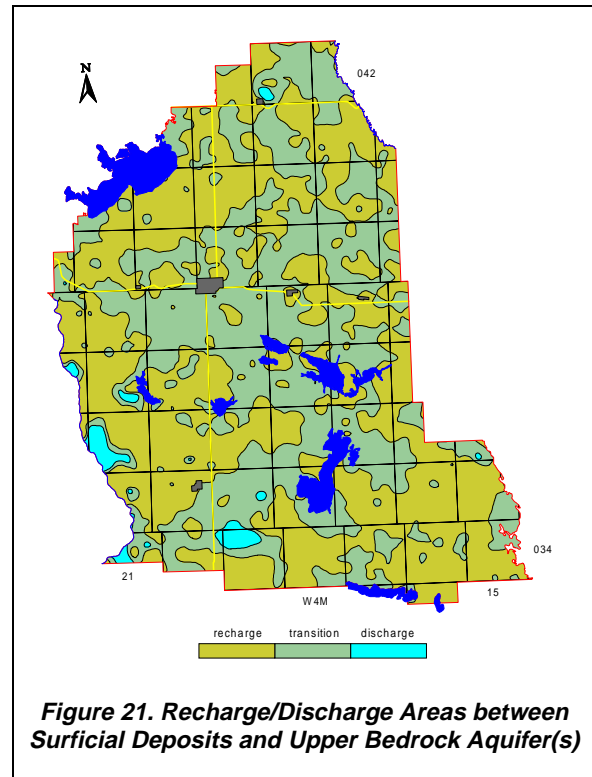 N
042
034
21
15
W4M
recharge transition discharge
Figure 21. Recharge/Discharge Areas between
Surficial Deposits and Upper Bedrock Aquifer(s)